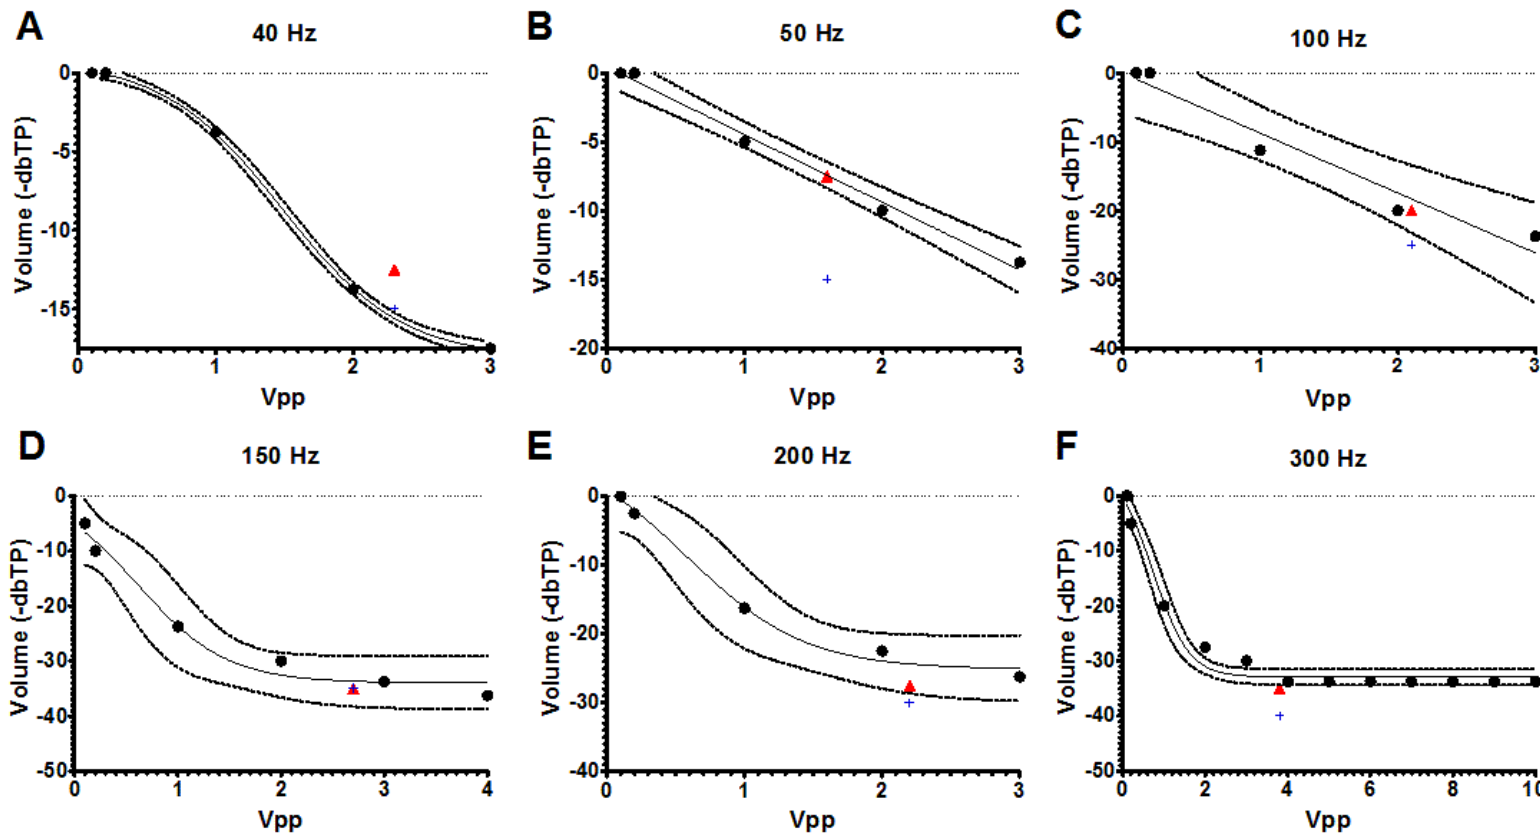 A
40 Hz
0
-5
-10
-15
Volume (-dbTP)
0 1 2 3
Vpp
B
50 Hz
0
-5
-10
-15
-20
Volume (-dbTP)
0 1 2 3
Vpp
C
100 Hz
0
-10
-20
-30
-40
Volume (-dbTP)
0 1 2 3
Vpp
D
150 Hz
0
-10
-20
-30
-40
-50
Volume (-dbTP)
0 1 2 3 4
Vpp
E
200 Hz
0
-10
-20
-30
-40
Volume (-dbTP)
0 1 2 3
Vpp
F
300 Hz
0
-10
-20
-30
-40
-50
Volume (-dbTP)
0 2 4 6 8 10
Vpp